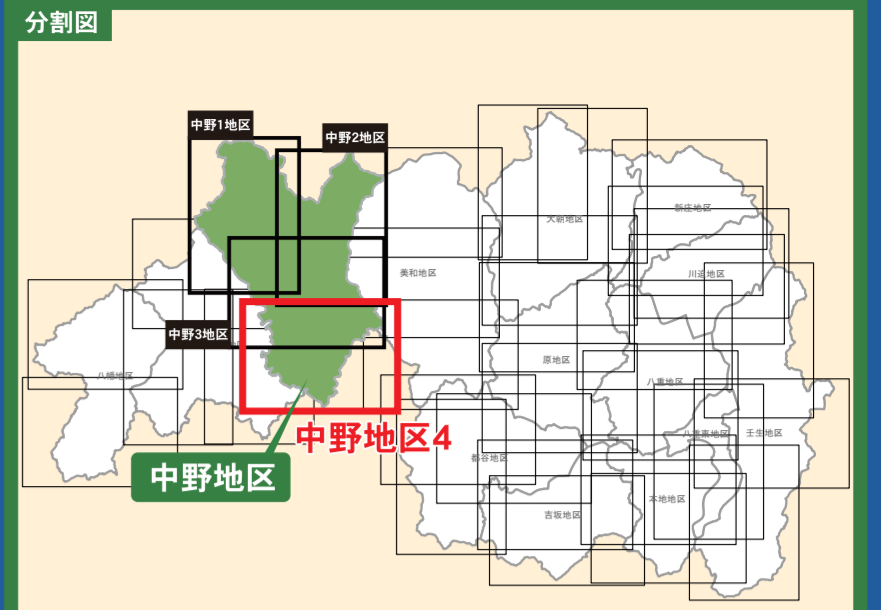 分割図
中野1地区
中野2地区
大朝地区
新庄地区
美和地区
川迫地区
中野3地区
原地区
八幡地区
八重地区
中野地区4
八重東地区
壬生地区
都谷地区
中野地区
本地地区
吉坂地区